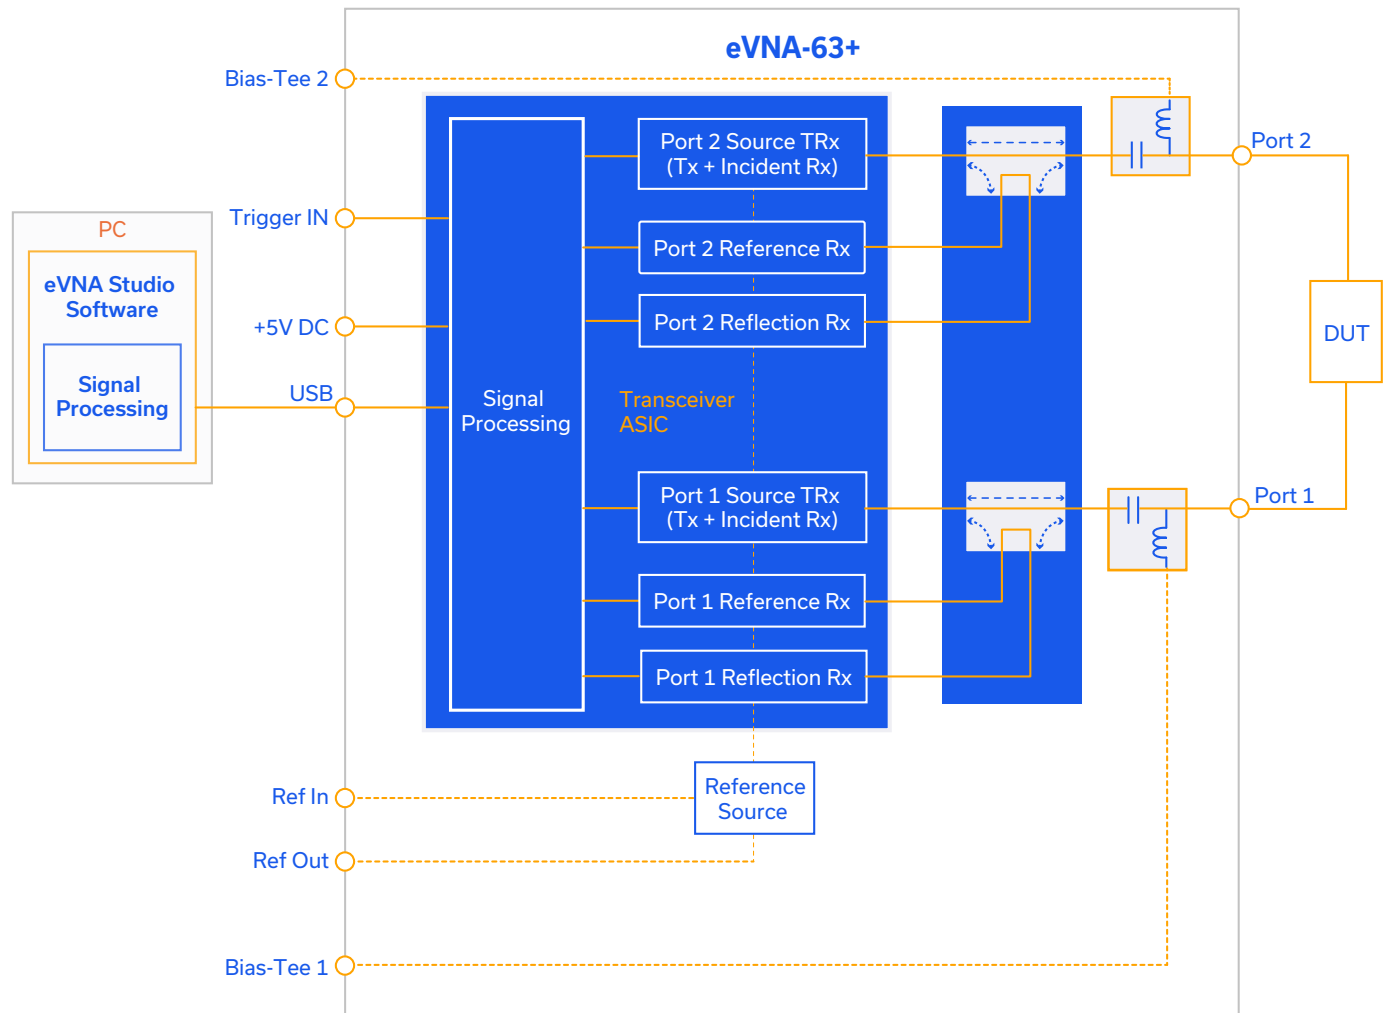 eVNA-63+
Bias-Tee 2
Port 2 Source TRx
(Tx + Incident Rx)
Port 2
Trigger IN
PC
Port 2 Reference Rx
eVNA Studio
Software
+5V DC
Port 2 Reflection Rx
DUT
Signal
Processing
USB
Signal
Processing
Transceiver
ASIC
Port 1 Source TRx
(Tx + Incident Rx)
Port 1
Port 1 Reference Rx
Port 1 Reflection Rx
Ref In
Reference
Source
Ref Out
Bias-Tee 1